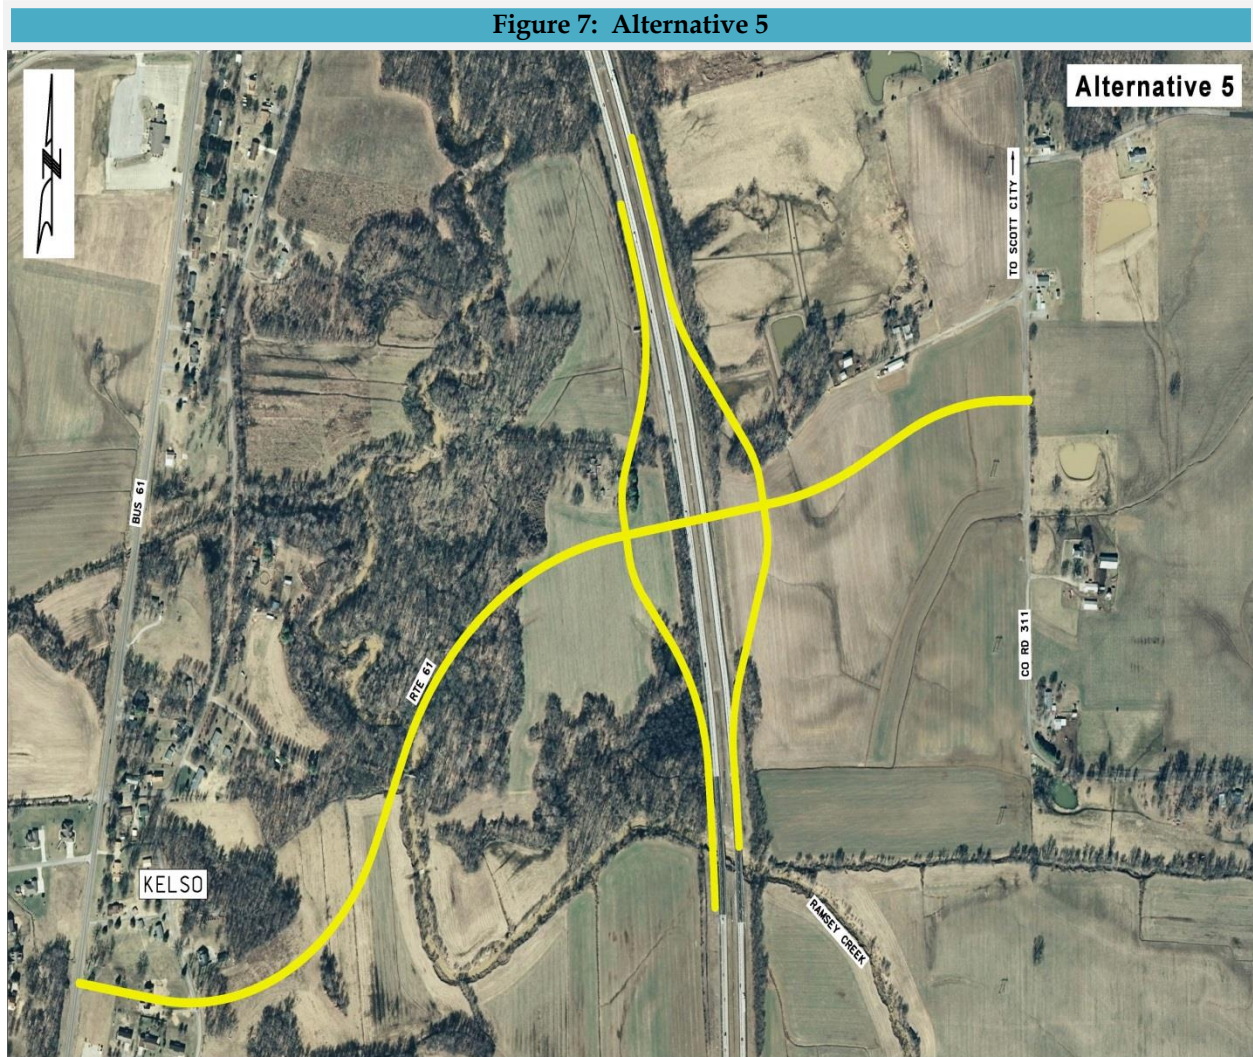 Figure 7: Alternative 5
Alternative 5
N
TO SCOTT CITY
BUS 61
RTE 61
CO RD 311
KELSO
RAMSEY CREEK